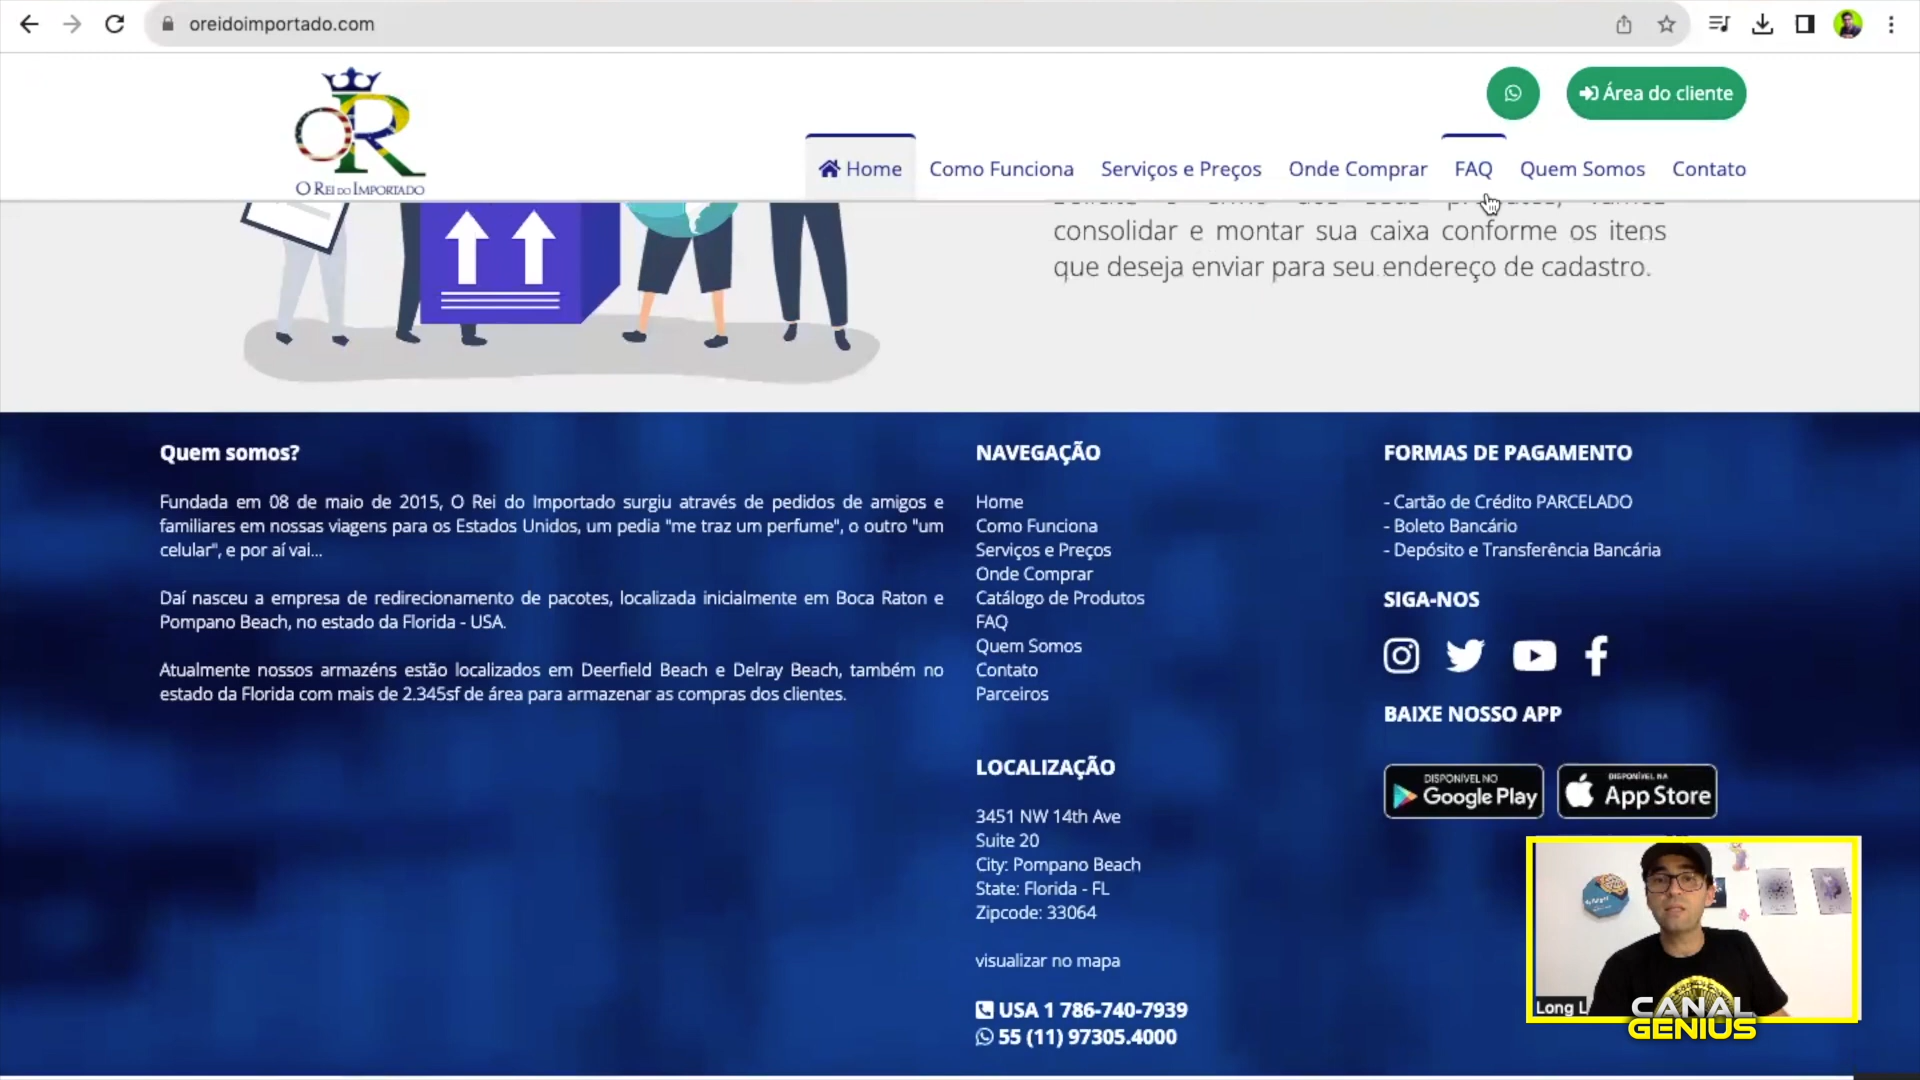 oreidoimportado.com
Área do cliente
O REI DO IMPORTADO
Home Como Funciona Serviços e Preços Onde Comprar FAQ Quem Somos Contato
consolidar e montar sua caixa conforme os itens
que deseja enviar para seu endereço de cadastro.
Quem somos?
Fundada em 08 de maio de 2015, O Rei do Importado surgiu através de pedidos de amigos e
familiares em nossas viagens para os Estados Unidos, um pedia "me traz um perfume", o outro "um
celular", e por aí vai...
Daí nasceu a empresa de redirecionamento de pacotes, localizada inicialmente em Boca Raton e
Pompano Beach, no estado da Florida - USA.
Atualmente nossos armazéns estão localizados em Deerfield Beach e Delray Beach, também no
estado da Florida com mais de 2.345sf de área para armazenar as compras dos clientes.
NAVEGAÇÃO
Home
Como Funciona
Serviços e Preços
Onde Comprar
Catálogo de Produtos
FAQ
Quem Somos
Contato
Parceiros
LOCALIZAÇÃO
3451 NW 14th Ave
Suite 20
City: Pompano Beach
State: Florida - FL
Zipcode: 33064
visualizar no mapa
USA 1 786-740-7939
55 (11) 97305.4000
FORMAS DE PAGAMENTO
- Cartão de Crédito PARCELADO
- Boleto Bancário
- Depósito e Transferência Bancária
SIGA-NOS
BAIXE NOSSO APP
DISPONÍVEL NO
Google Play
DISPONÍVEL NA
App Store
Long L
CANAL
GENIUS